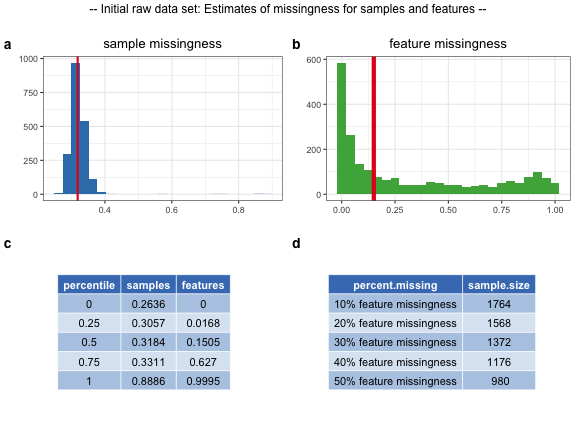 -- Initial raw data set: Estimates of missingness for samples and features --
a
sample missingness
1000
750
500
250
0
0.4 0.6 0.8
b
feature missingness
600
400
200
0
0.00 0.25 0.50 0.75 1.00
c
percentile samples features
0 0.2636 0
0.25 0.3057 0.0168
0.5 0.3184 0.1505
0.75 0.3311 0.627
1 0.8886 0.9995
d
percent.missing sample.size
10% feature missingness 1764
20% feature missingness 1568
30% feature missingness 1372
40% feature missingness 1176
50% feature missingness 980